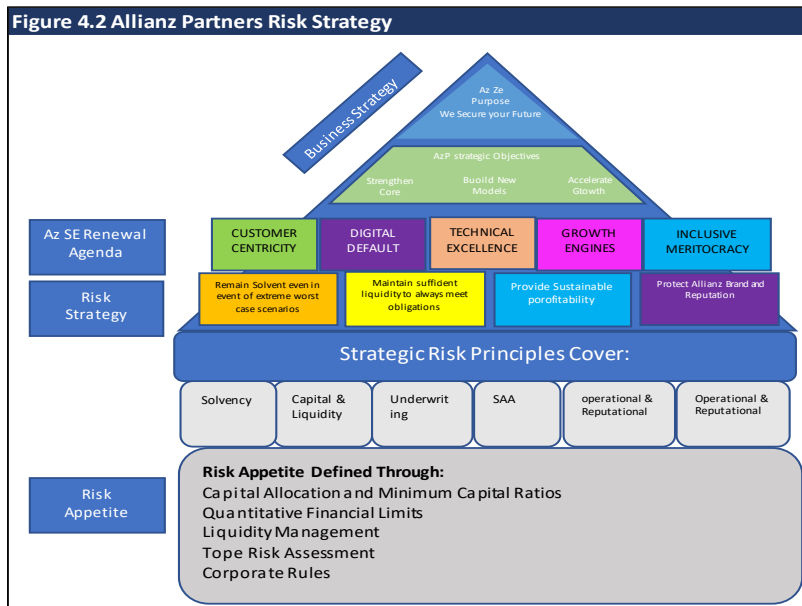 Figure 4.2 Allianz Partners Risk Strategy
Business Strategy
Az Ze
Purpose
We Secure your Future
AzP strategic Objectives
Strengthen
Core
Buoild New
Models
Accelerate
Gtowth
Az SE Renewal
Agenda
CUSTOMER
CENTRICITY
DIGITAL
DEFAULT
TECHNICAL
EXCELLENCE
GROWTH
ENGINES
INCLUSIVE
MERITOCRACY
Risk
Strategy
Remain Solvent even in
event of extreme worst
case scenarios
Maintain suffient
liquidity to always meet
obligations
Provide Sustainable
porofitability
Protect Allianz Brand and
Reputation
Strategic Risk Principles Cover:
Solvency
Capital &
Liquidity
Underwrit
ing
SAA
operational &
Reputational
Operational &
Reputational
Risk
Appetite
Risk Appetite Defined Through:
Capital Allocation and Minimum Capital Ratios
Quantitative Financial Limits
Liquidity Management
Tope Risk Assessment
Corporate Rules